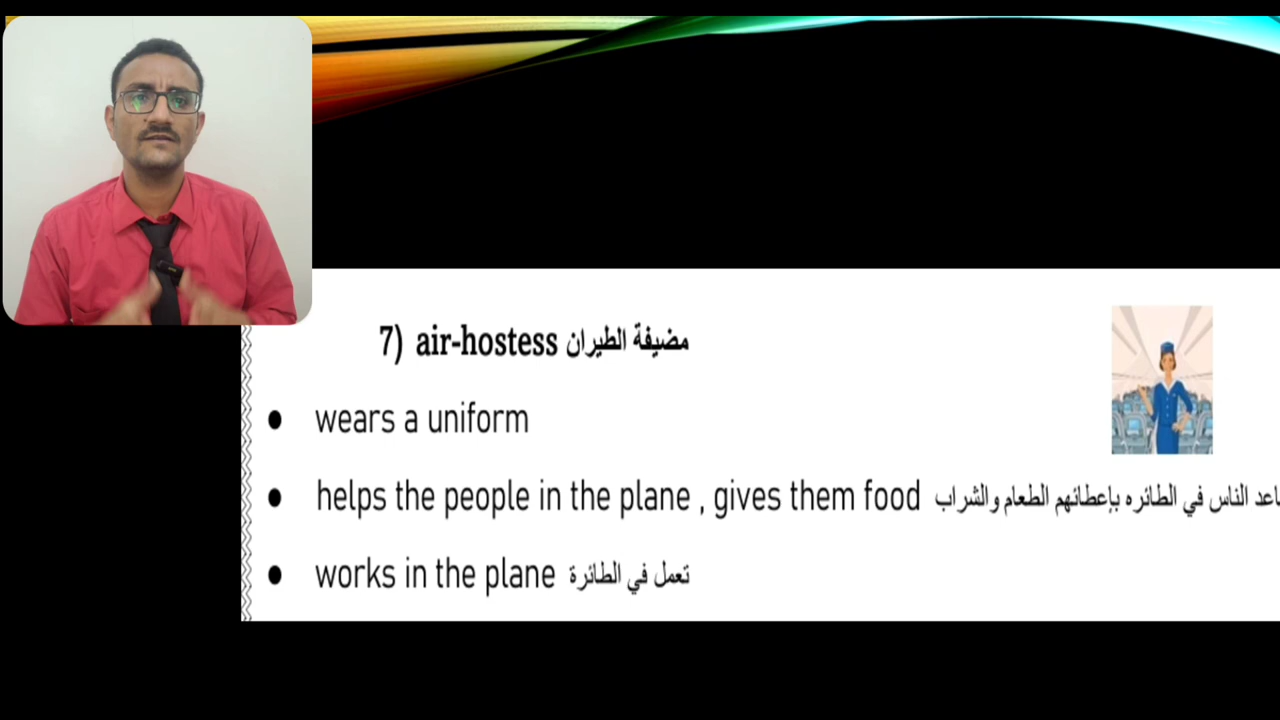 7) air-hostess مضيفة الطيران
● wears a uniform
● helps the people in the plane , gives them food الناس في الطائره بإعطائهم الطعام والشراب
● works in the plane تعمل في الطائرة